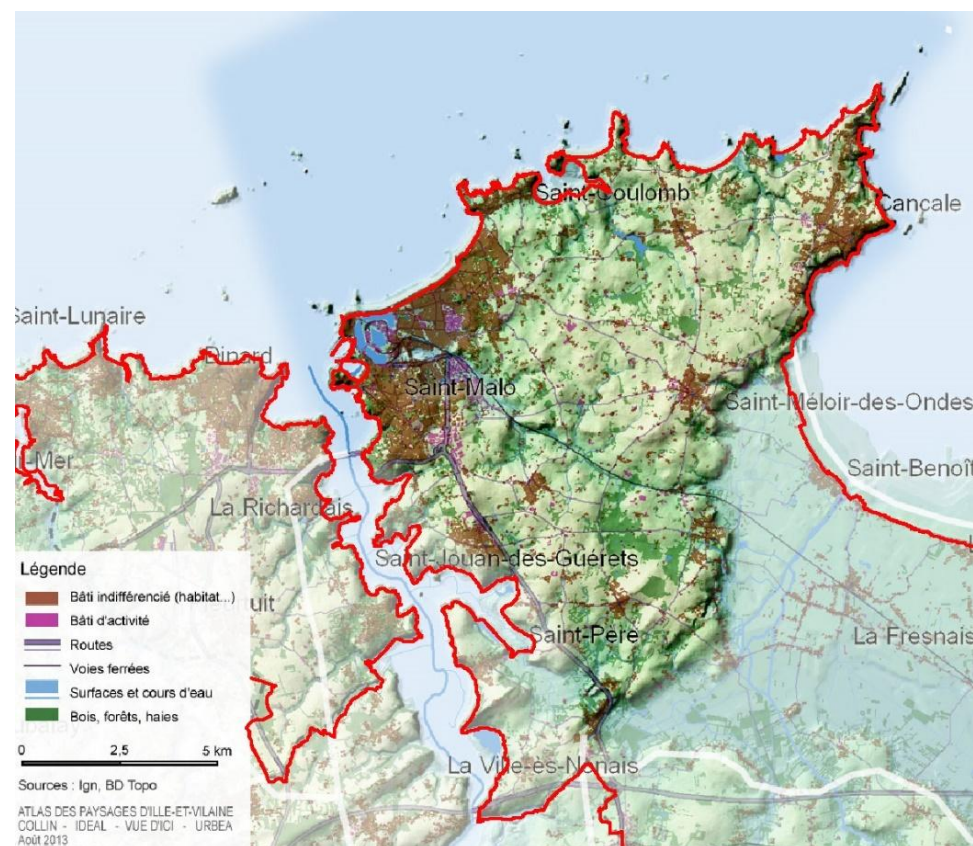 Saint-Coulomb
Cancale
Saint-Lunaire
Dinard
Saint-Malo
Saint-Méloir-des-Ondes
-Mer
Saint-Benoît
La Richardais
Saint-Jouan-des-Guérets
Saint-Père
La Fresnais
La Ville-ès-Nonais
Légende
Bâti indifférencié (habitat...)
Bâti d'activité
Routes
Voies ferrées
Surfaces et cours d'eau
Bois, forêts, haies
0 2,5 5 km
Sources : Ign, BD Topo
ATLAS DES PAYSAGES D'ILLE-ET-VILAINE
COLLIN - IDEAL - VUE D'ICI - URBEA
Août 2013